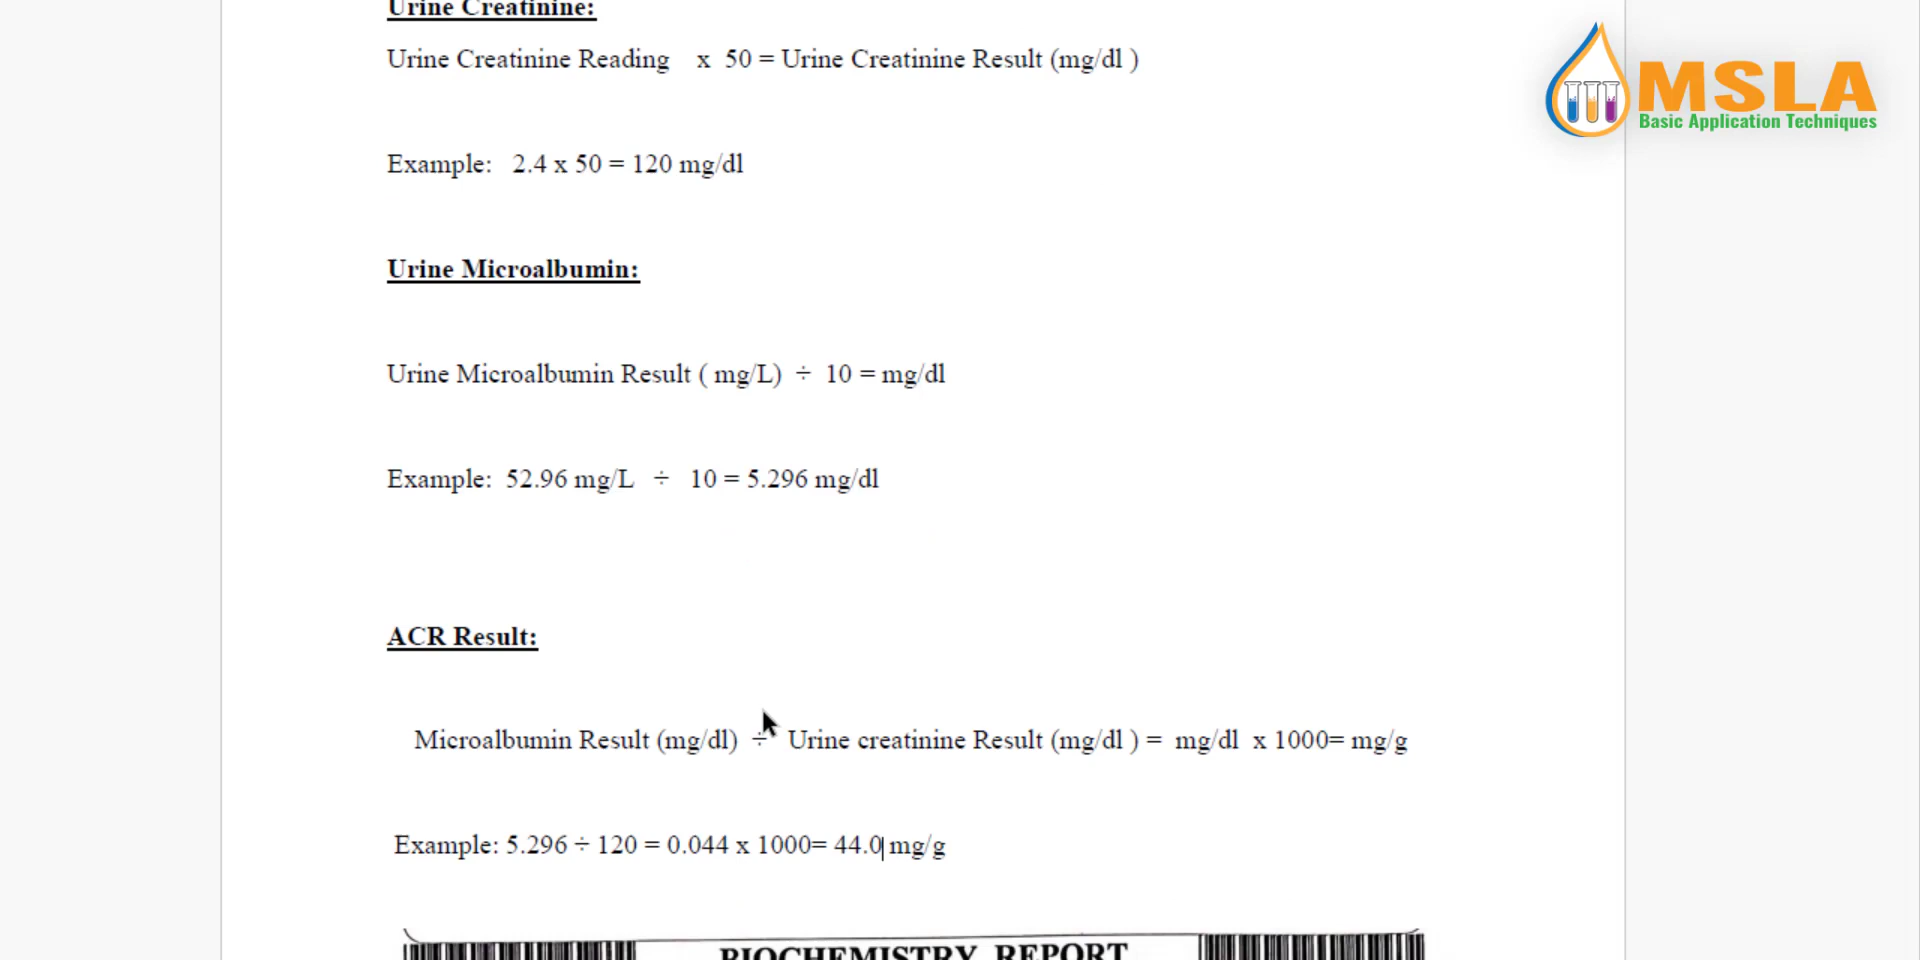 Urine Creatinine:
Urine Creatinine Reading x 50 = Urine Creatinine Result (mg/dl )
Example: 2.4 x 50 = 120 mg/dl
Urine Microalbumin:
Urine Microalbumin Result ( mg/L) ÷ 10 = mg/dl
Example: 52.96 mg/L ÷ 10 = 5.296 mg/dl
ACR Result:
Microalbumin Result (mg/dl) ÷ Urine creatinine Result (mg/dl ) = mg/dl x 1000= mg/g
Example: 5.296 ÷ 120 = 0.044 x 1000= 44.0 mg/g
BIOCHEMISTRY REPORT
MSLA
Basic Application Techniques